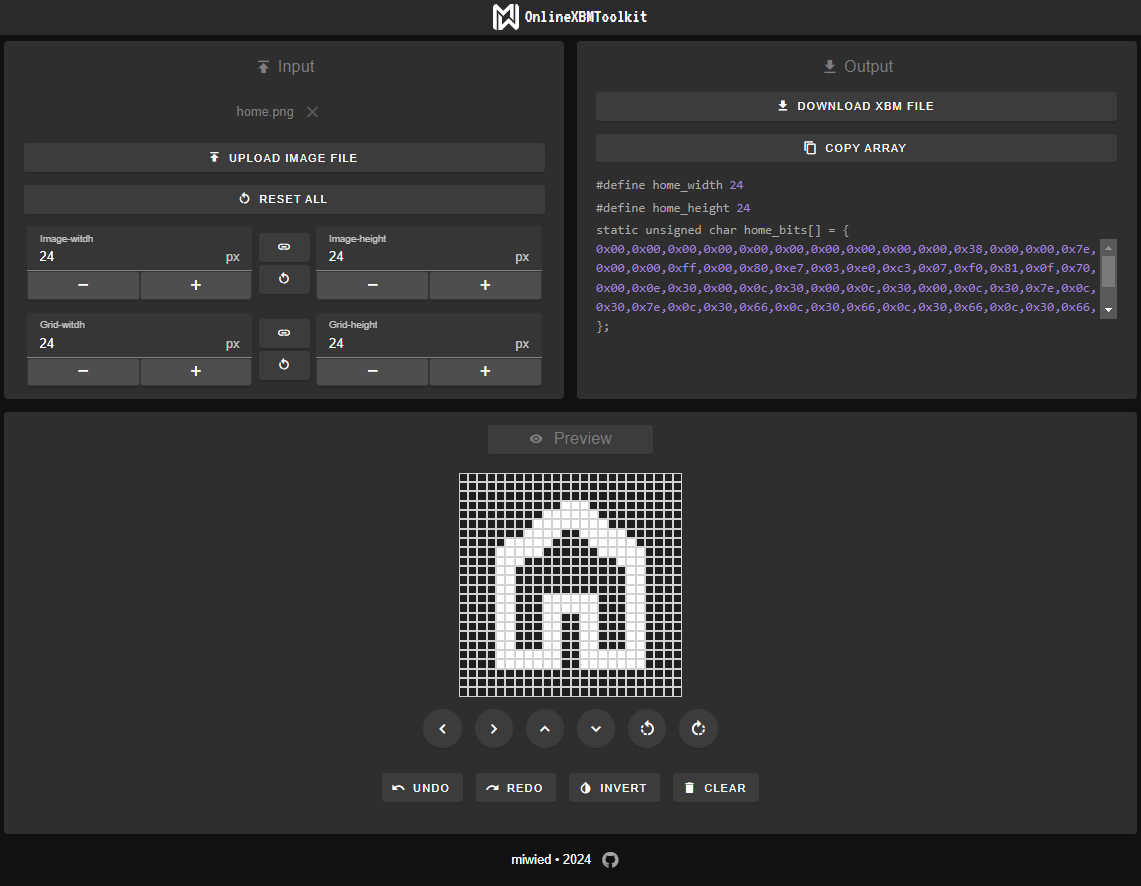 OnlineXBMToolkit
Input
home.png
UPLOAD IMAGE FILE
RESET ALL
Image-witdh
24 px
Image-height
24 px
Grid-witdh
24 px
Grid-height
24 px
Output
DOWNLOAD XBM FILE
COPY ARRAY
#define home_width 24
#define home_height 24
static unsigned char home_bits[] = {
0x00,0x00,0x00,0x00,0x00,0x00,0x00,0x00,0x00,0x00,0x38,0x00,0x00,0x7e,
0x00,0x00,0xff,0x00,0x80,0xe7,0x03,0xe0,0xc3,0x07,0xf0,0x81,0x0f,0x70,
0x00,0x0e,0x30,0x00,0x0c,0x30,0x00,0x0c,0x30,0x00,0x0c,0x30,0x7e,0x0c,
0x30,0x7e,0x0c,0x30,0x66,0x0c,0x30,0x66,0x0c,0x30,0x66,0x0c,0x30,0x66,
};
Preview
UNDO
REDO
INVERT
CLEAR
miwied • 2024